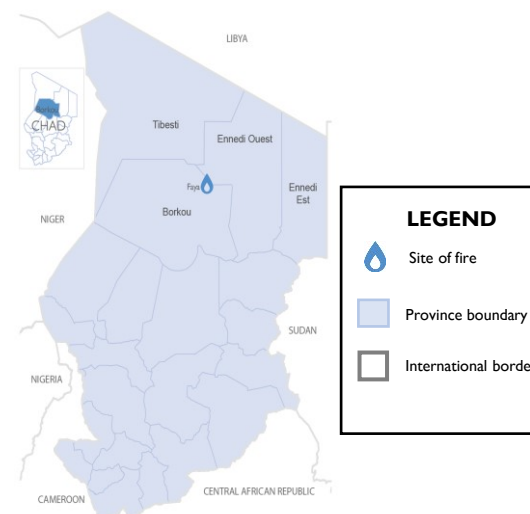 LIBYA
Tibesti
Ennedi Ouest
CHAD
Faya
Ennedi
Est
Borkou
NIGER
SUDAN
NIGERIA
CENTRAL AFRICAN REPUBLIC
CAMEROON
LEGEND
Site of fire
Province boundary
International borde